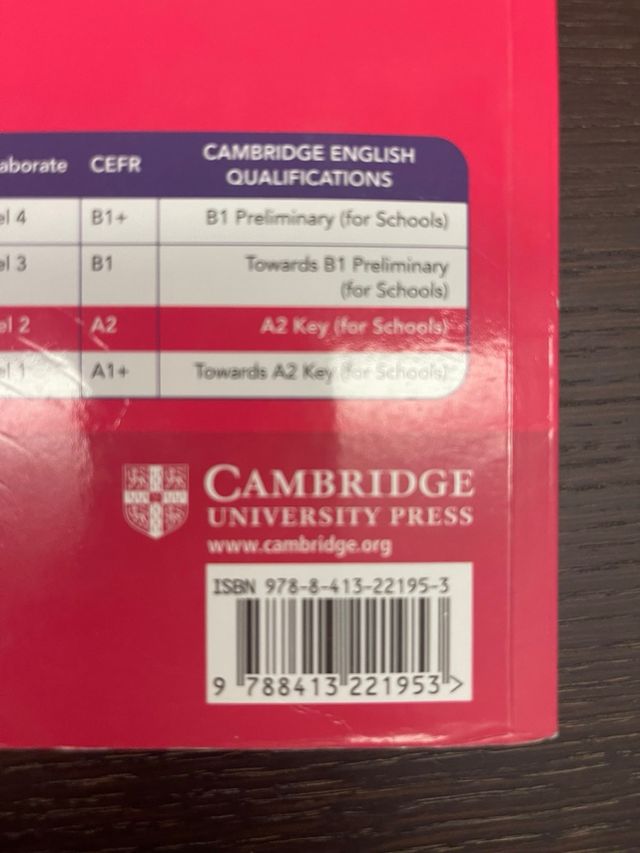 aborate CEFR CAMBRIDGE ENGLISH
QUALIFICATIONS
el 4 B1+ B1 Preliminary (for Schools)
el 3 B1 Towards B1 Preliminary
(for Schools)
el 2 A2 A2 Key (for Schools)
el 1 A1+ Towards A2 Key (for Schools)
CAMBRIDGE
UNIVERSITY PRESS
www.cambridge.org
ISBN 978-8-413-22195-3
9 788413 221953 >